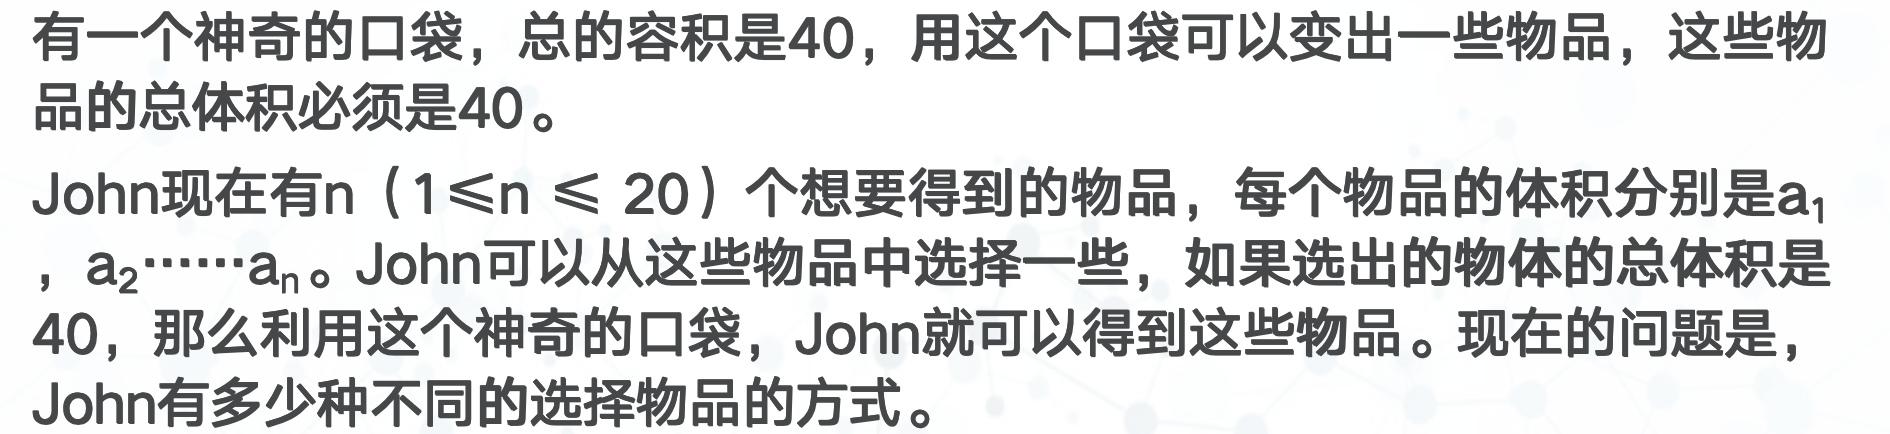 有一个神奇的口袋，总的容积是40，用这个口袋可以变出一些物品，这些物
品的总体积必须是40。
John现在有n（1≤n ≤ 20）个想要得到的物品，每个物品的体积分别是a₁
，a₂……aₙ。John可以从这些物品中选择一些，如果选出的物体的总体积是
40，那么利用这个神奇的口袋，John就可以得到这些物品。现在的问题是，
John有多少种不同的选择物品的方式。